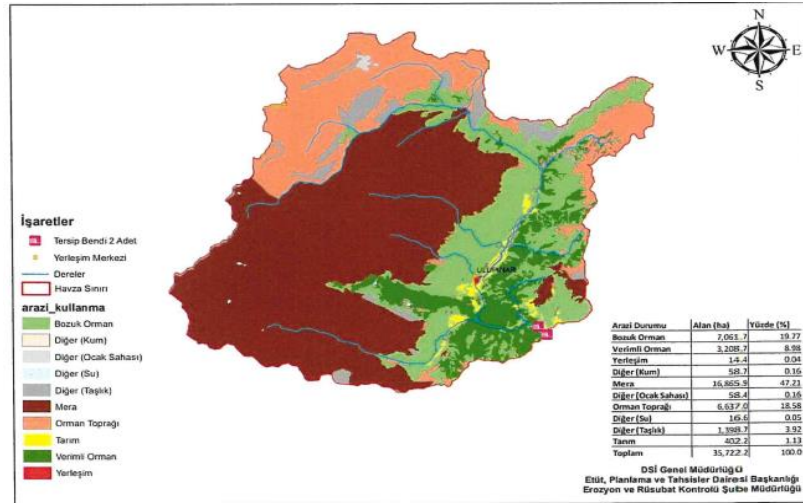 N
W E
S
İşaretler
Tersip Bendi 2 Adet
Yerleşim Merkezi
Dereler
Havza Sınırı
arazi_kullanma
Bozuk Orman
Diğer (Kum)
Diğer (Ocak Sahası)
Diğer (Su)
Diğer (Taşlık)
Mera
Orman Toprağı
Tarım
Verimli Orman
Yerleşim
Arazi Durumu Alan (ha) Yüzde (%)
Bozuk Orman 7,061.7 19.77
Verimli Orman 3,208.7 8.98
Yerleşim 14.4 0.04
Diğer (Kum) 58.7 0.16
Mera 16,865.9 47.21
Diğer (Ocak Sahası) 58.4 0.16
Orman Toprağı 6,637.0 18.58
Diğer (Su) 16.6 0.05
Diğer (Taşlık) 1,398.7 3.92
Tarım 402.2 1.13
Toplam 35,722.2 100.0
DSİ Genel Müdürlüğü
Etüt, Planlama ve Tahsisler Dairesi Başkanlığı
Erozyon ve Rüsubat Kontrolü Şube Müdürlüğü